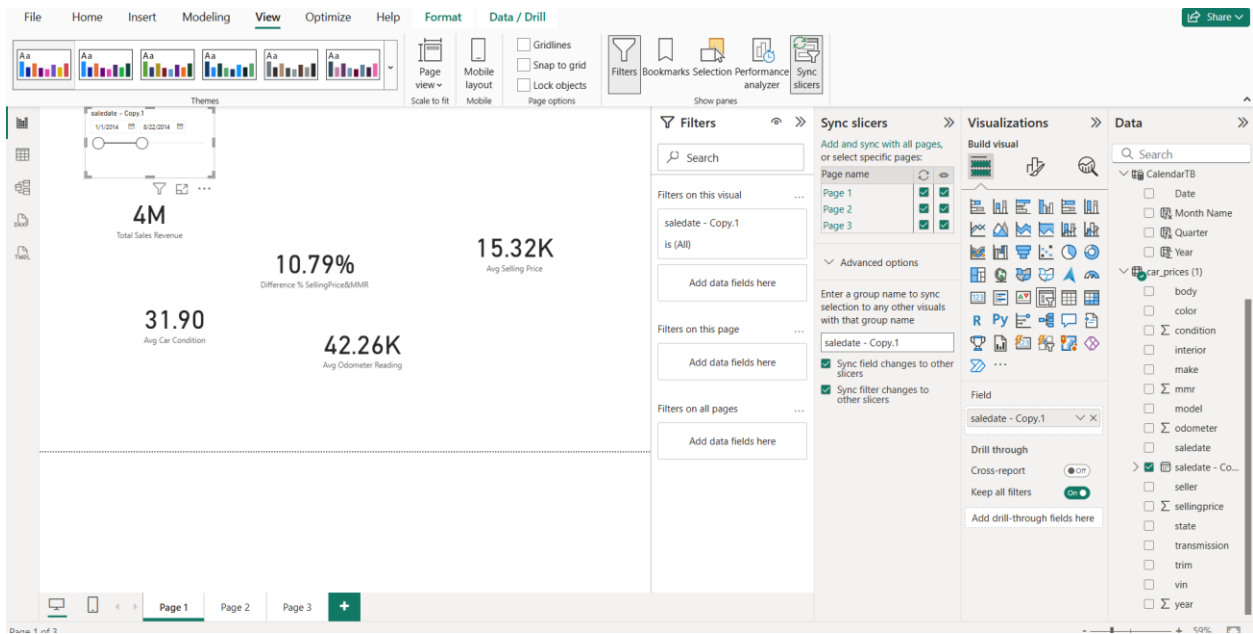 File Home Insert Modeling View Optimize Help Format Data / Drill Share
Aa Aa Aa Aa Aa Aa
Page view
Mobile layout
Gridlines
Snap to grid
Lock objects
Filters Bookmarks Selection Performance analyzer Sync slicers
Themes Scale to fit Mobile Page options Show panes
saledate - Copy.1
1/1/2014 8/22/2014
4M
Total Sales Revenue
10.79%
Difference % SellingPrice&MMR
15.32K
Avg Selling Price
31.90
Avg Car Condition
42.26K
Avg Odometer Reading
Filters
Search
Filters on this visual ...
saledate - Copy.1
is (All)
Add data fields here
Filters on this page ...
Add data fields here
Filters on all pages ...
Add data fields here
Sync slicers
Add and sync with all pages,
or select specific pages:
Page name
Page 1
Page 2
Page 3
Advanced options
Enter a group name to sync
selection to any other visuals
with that group name
saledate - Copy.1
Sync field changes to other
slicers
Sync filter changes to
other slicers
Visualizations
Build visual
123
R Py
...
Field
saledate - Copy.1
Drill through
Cross-report Off
Keep all filters On
Add drill-through fields here
Data
Search
CalendarTB
Date
Month Name
Quarter
Year
car_prices (1)
body
color
condition
interior
make
mmr
model
odometer
saledate
saledate - Co...
seller
sellingprice
state
transmission
trim
vin
year
DAX
TMDL
Page 1 Page 2 Page 3 +
Page 1 of 3
- + 59%